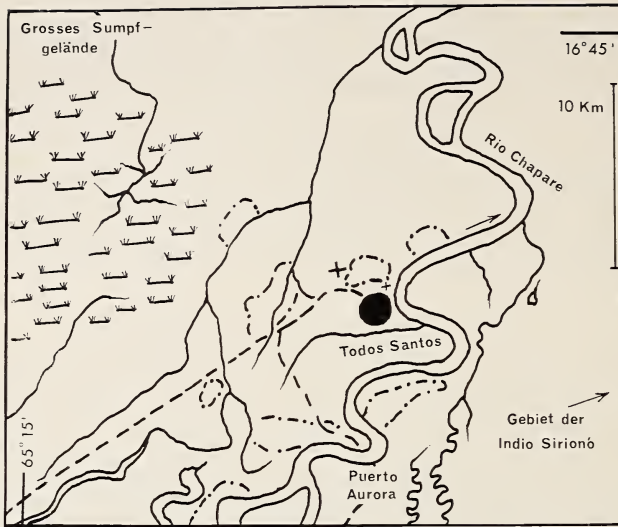 Grosses Sumpf-
gelände
16°45'
10 Km
Rio Chapare
Todos Santos
65°15'
Gebiet der
Indio Sirionó
Puerto
Aurora